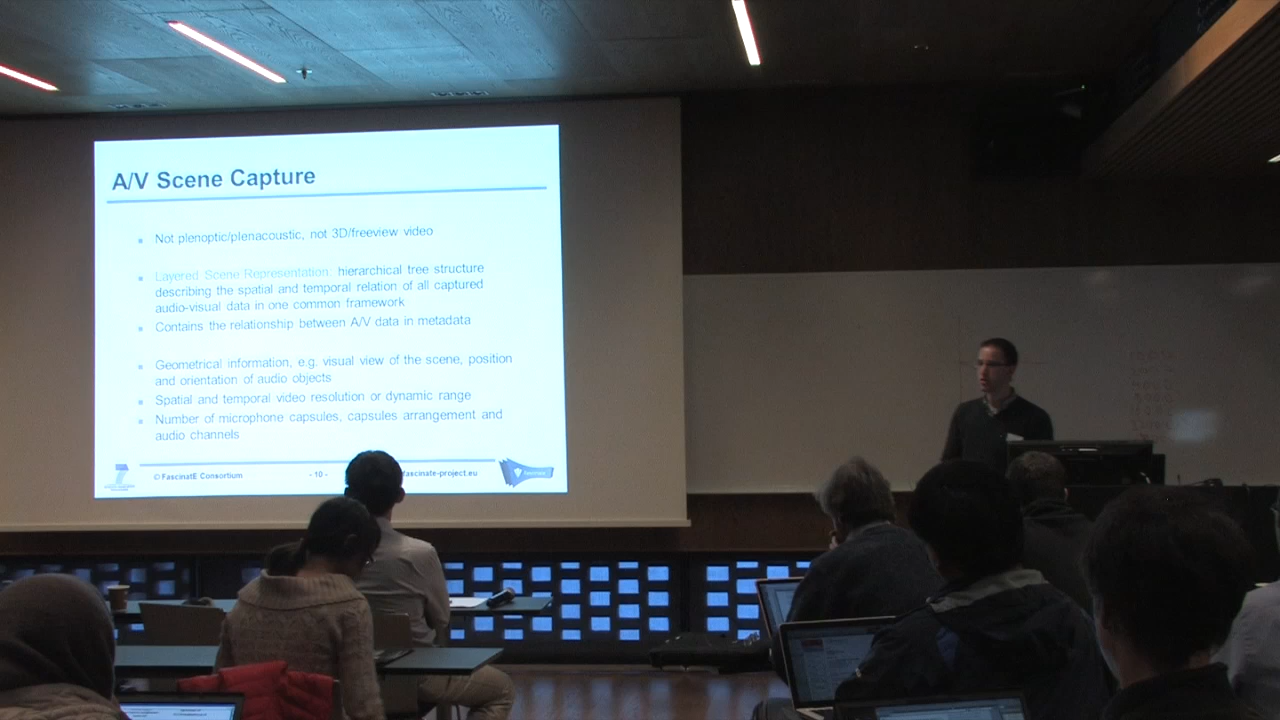 A/V Scene Capture
Not plenoptic/plenacoustic, not 3D/freeview video
Layered Scene Representation: hierarchical tree structure
describing the spatial and temporal relation of all captured
audio-visual data in one common framework
Contains the relationship between A/V data in metadata
Geometrical information, e.g. visual view of the scene, position
and orientation of audio objects
Spatial and temporal video resolution or dynamic range
Number of microphone capsules, capsules arrangement and
audio channels
© FascinatE Consortium - 10 - fascinate-project.eu